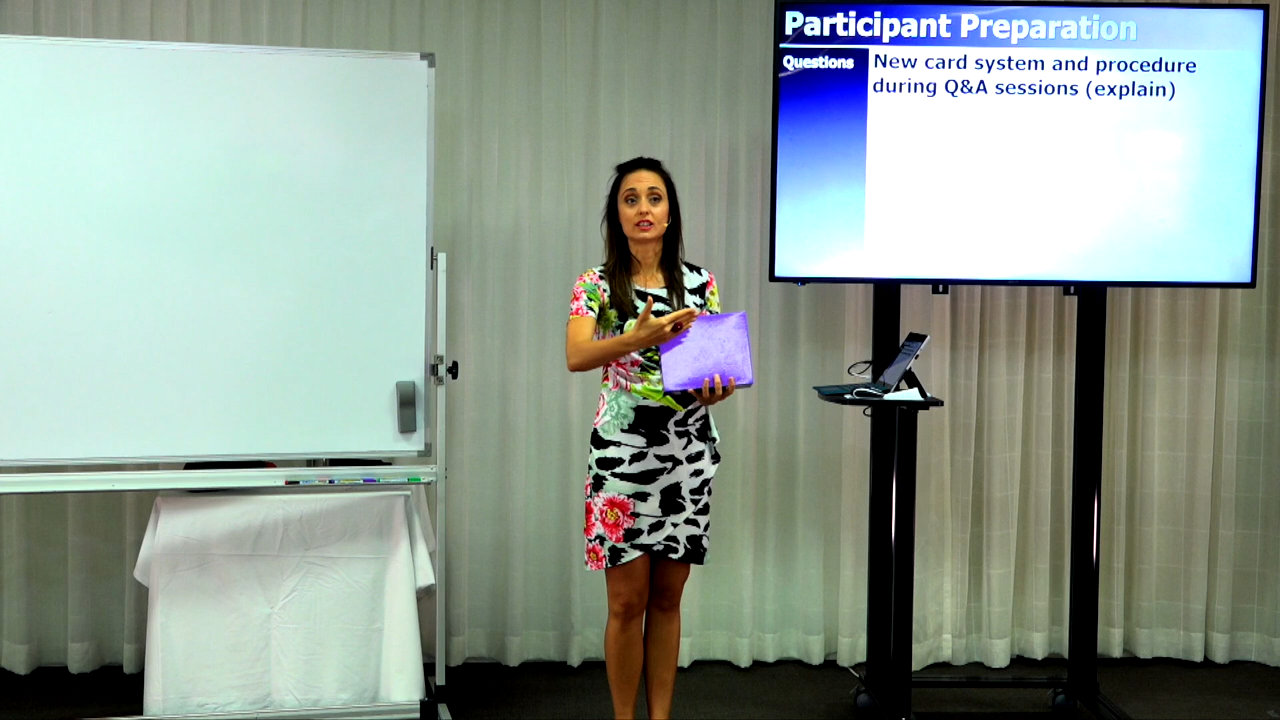 Participant Preparation
Questions
New card system and procedure
during Q&A sessions (explain)